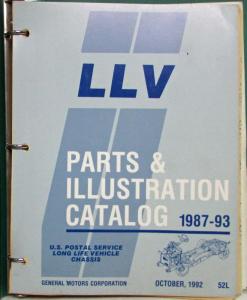 LLV
PARTS &
ILLUSTRATION
CATALOG 1987-93
U.S. POSTAL SERVICE
LONG LIFE VEHICLE
CHASSIS
GENERAL MOTORS CORPORATION OCTOBER, 1992 52L